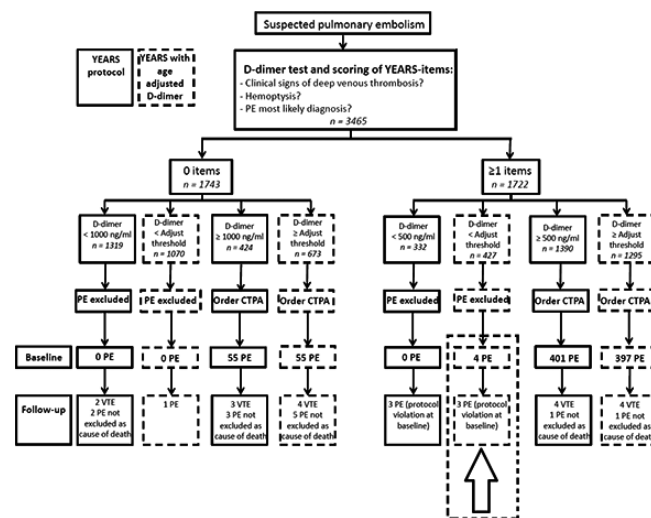 Suspected pulmonary embolism
YEARS
protocol
YEARS with
age
adjusted
D-dimer
D-dimer test and scoring of YEARS-items:
- Clinical signs of deep venous thrombosis?
- Hemoptysis?
- PE most likely diagnosis?
n = 3465
0 items
n = 1743
≥1 items
n = 1722
D-dimer
< 1000 ng/ml
n = 1319
D-dimer
< Adjust
threshold
n = 1070
D-dimer
≥ 1000 ng/ml
n = 424
D-dimer
≥ Adjust
threshold
n = 673
D-dimer
< 500 ng/ml
n = 332
D-dimer
< Adjust
threshold
n = 427
D-dimer
≥ 500 ng/ml
n = 1390
D-dimer
≥ Adjust
threshold
n = 1295
PE excluded
PE excluded
Order CTPA
Order CTPA
PE excluded
PE excluded
Order CTPA
Order CTPA
Baseline
0 PE
0 PE
55 PE
55 PE
0 PE
4 PE
401 PE
397 PE
Follow-up
2 VTE
2 PE not
excluded as
cause of death
1 PE
3 VTE
3 PE not
excluded as
cause of death
4 VTE
5 PE not
excluded as
cause of death
3 PE (protocol
violation at
baseline)
3 PE (protocol
violation at
baseline)
4 VTE
1 PE not
excluded as
cause of death
4 VTE
1 PE not
excluded as
cause of death